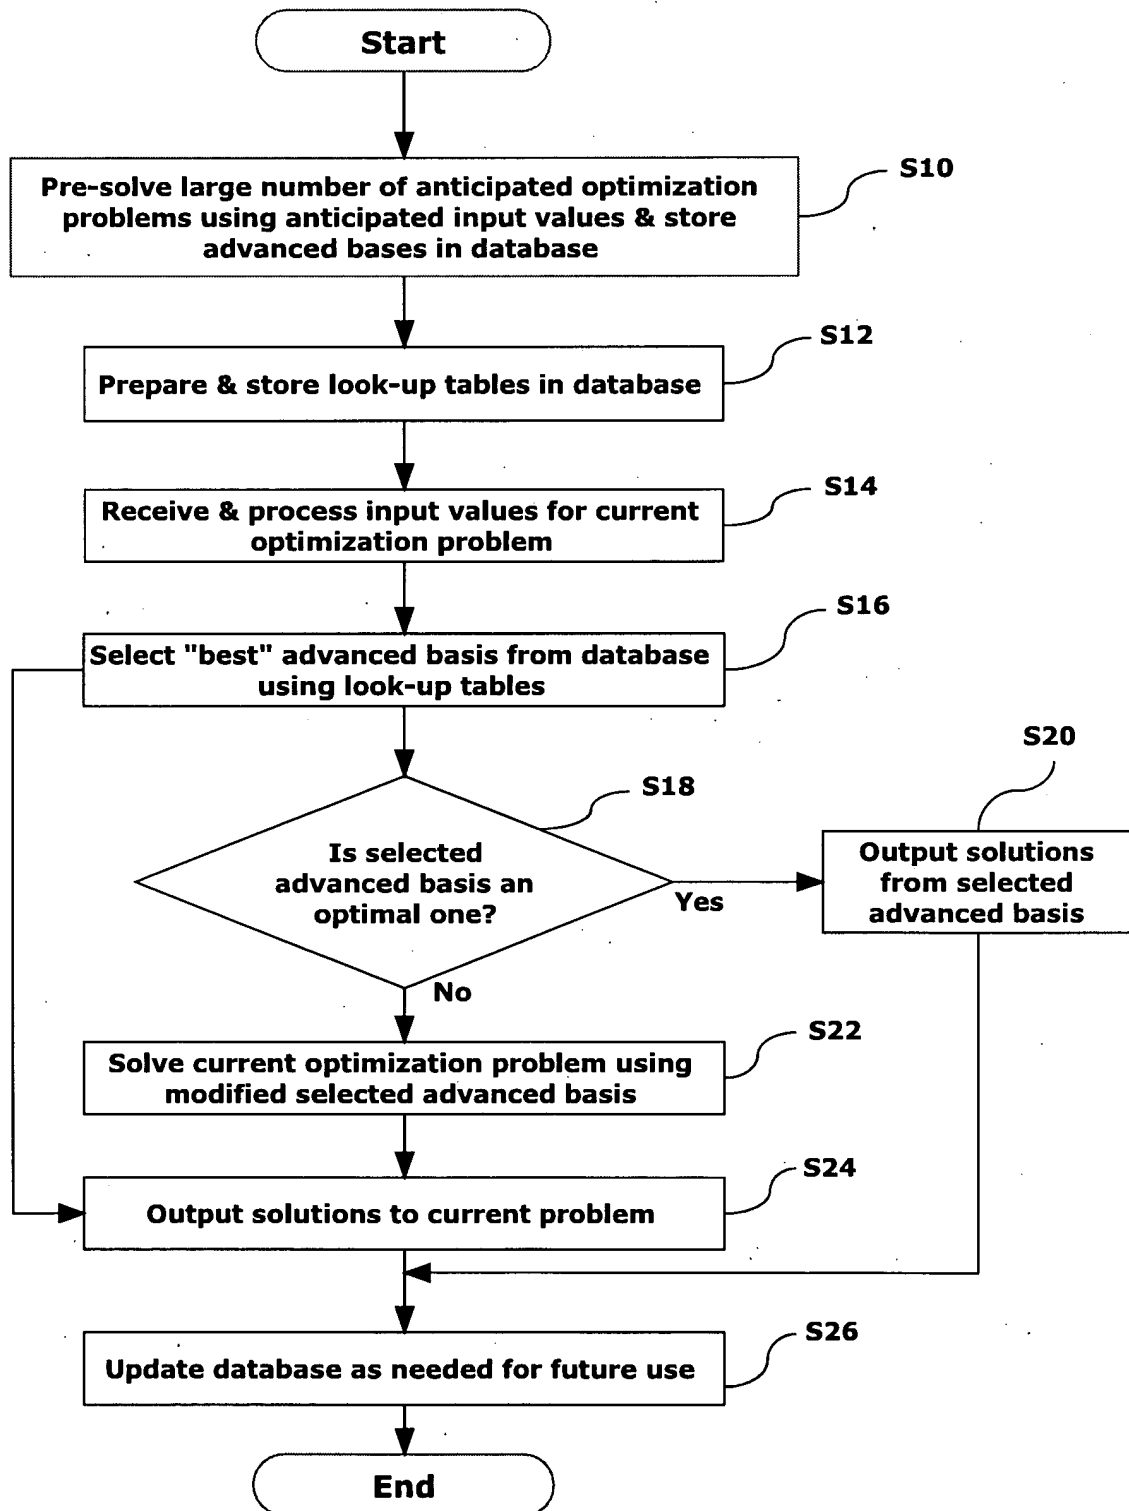 Start
S10
Pre-solve large number of anticipated optimization
problems using anticipated input values & store
advanced bases in database
S12
Prepare & store look-up tables in database
S14
Receive & process input values for current
optimization problem
S16
Select "best" advanced basis from database
using look-up tables
S18
Is selected
advanced basis an
optimal one?
Yes
No
S20
Output solutions
from selected
advanced basis
S22
Solve current optimization problem using
modified selected advanced basis
S24
Output solutions to current problem
S26
Update database as needed for future use
End